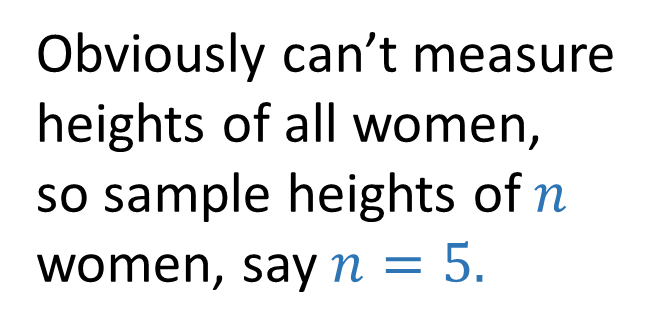 Obviously can’t measure
heights of all women,
so sample heights of n
women, say n = 5.